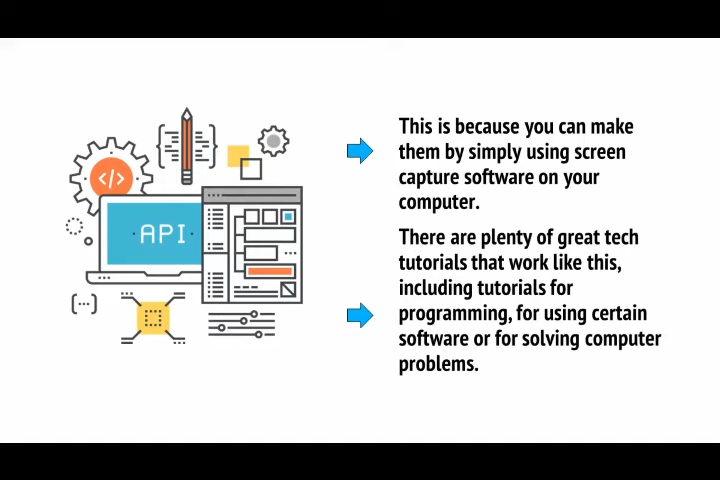 This is because you can make
them by simply using screen
capture software on your
computer.
There are plenty of great tech
tutorials that work like this,
including tutorials for
programming, for using certain
software or for solving computer
problems.
</>
API
{...}